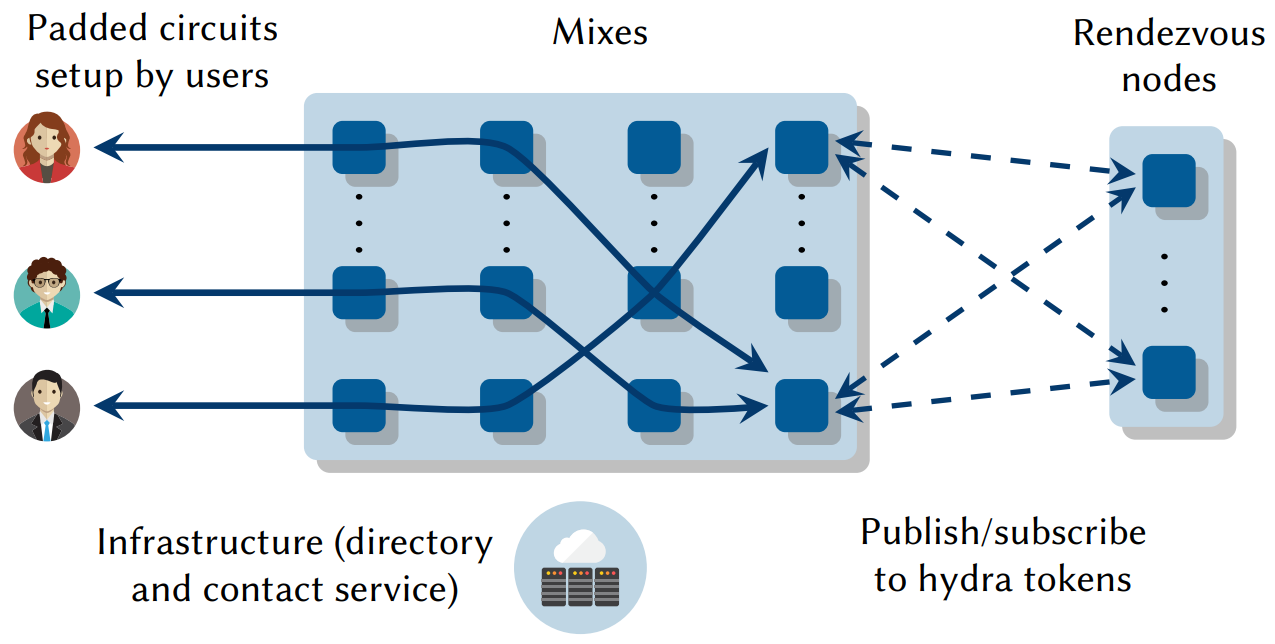 Padded circuits
setup by users
Mixes
Rendezvous
nodes
Infrastructure (directory
and contact service)
Publish/subscribe
to hydra tokens